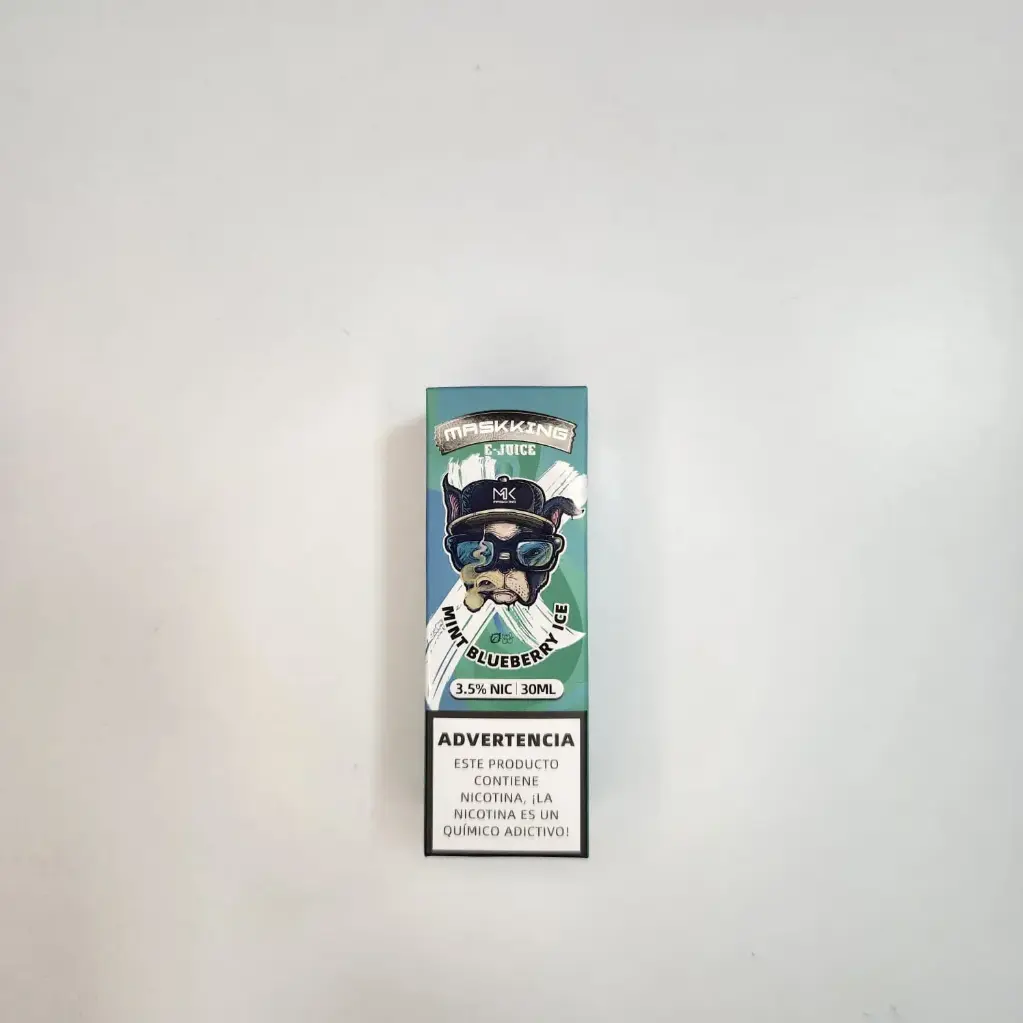 MASKKING
E-JUICE
MK
MINT BLUEBERRY ICE
3.5% NIC | 30ML
ADVERTENCIA
ESTE PRODUCTO
CONTIENE
NICOTINA, ¡LA
NICOTINA ES UN
QUÍMICO ADICTIVO!